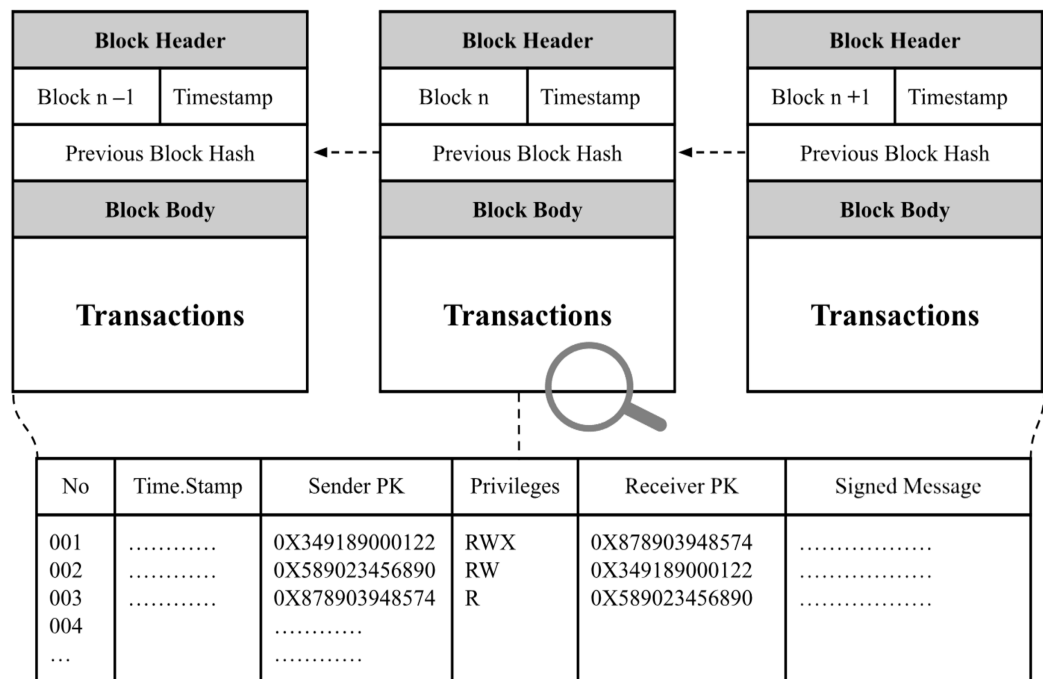 Block Header
Block n –1 Timestamp
Previous Block Hash
Block Body
Transactions
Block Header
Block n Timestamp
Previous Block Hash
Block Body
Transactions
Block Header
Block n +1 Timestamp
Previous Block Hash
Block Body
Transactions
No Time.Stamp Sender PK Privileges Receiver PK Signed Message
001 ............ 0X349189000122 RWX 0X878903948574 ..................
002 ............ 0X589023456890 RW 0X349189000122 ..................
003 ............ 0X878903948574 R 0X589023456890 ..................
004 ............
... ............